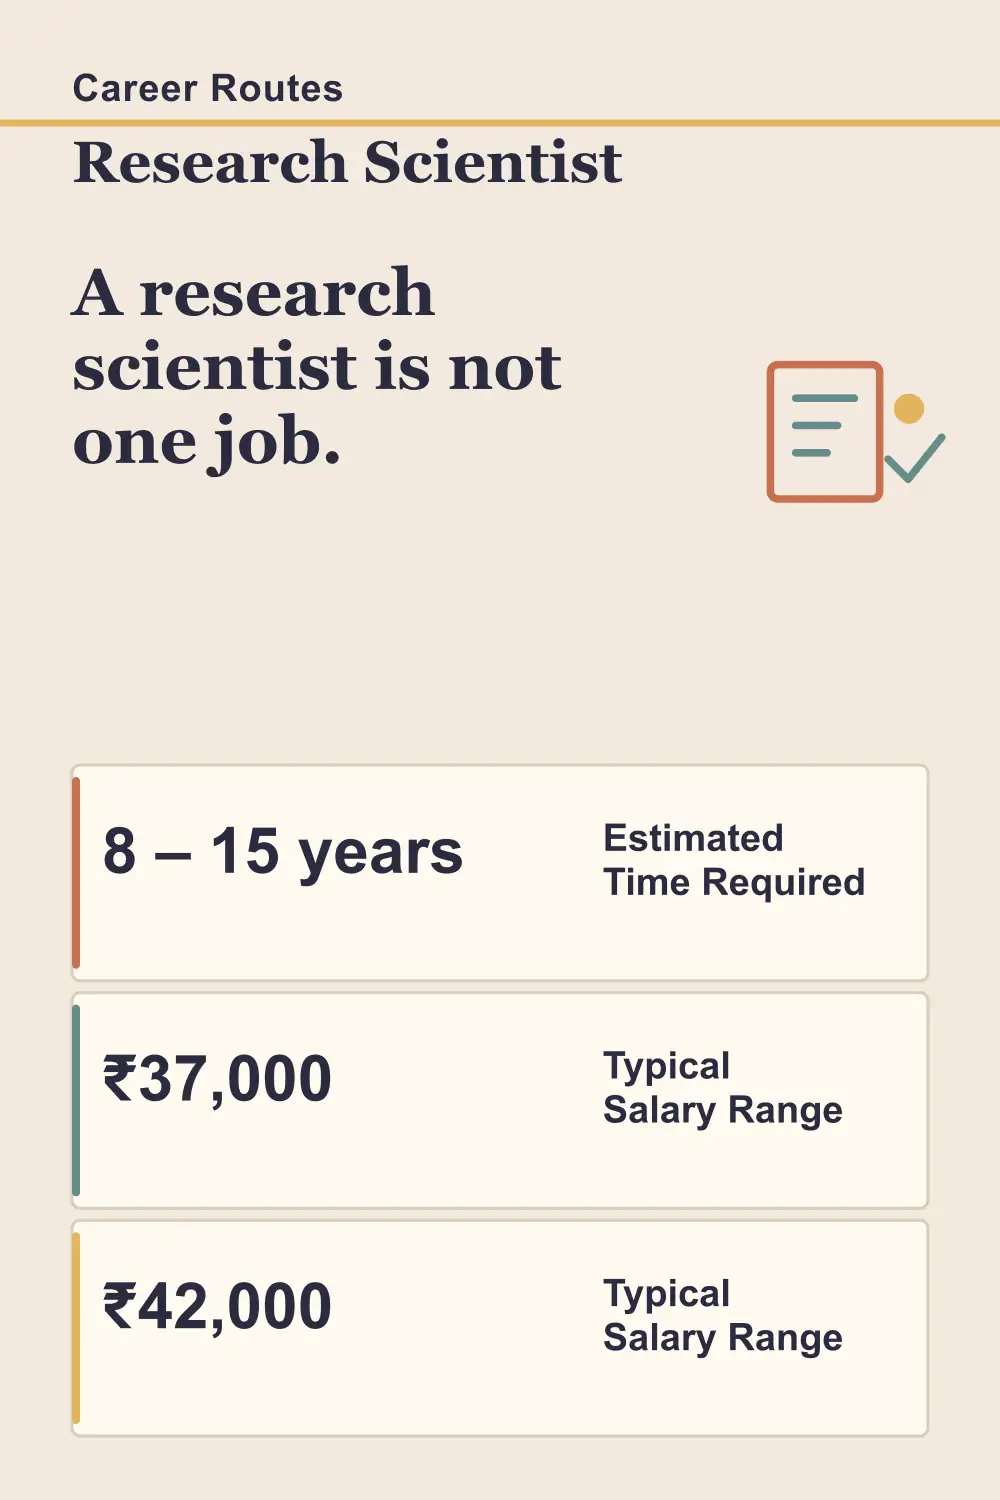 Career Routes
Research Scientist
A research
scientist is not
one job.
8 – 15 years
Estimated
Time Required
₹37,000
Typical
Salary Range
₹42,000
Typical
Salary Range